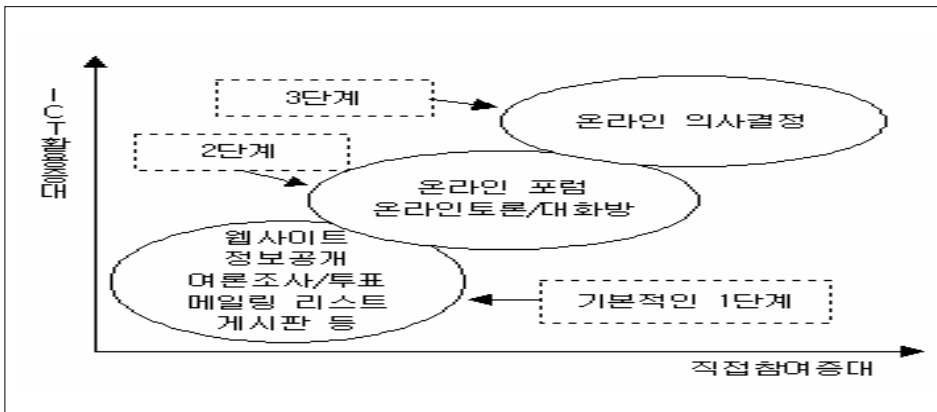 ICT활용증대
3단계
온라인 의사결정
2단계
온라인 포럼
온라인토론/대화방
웹사이트
정보공개
여론조사/투표
메일링 리스트
게시판 등
기본적인 1단계
직접참여증대